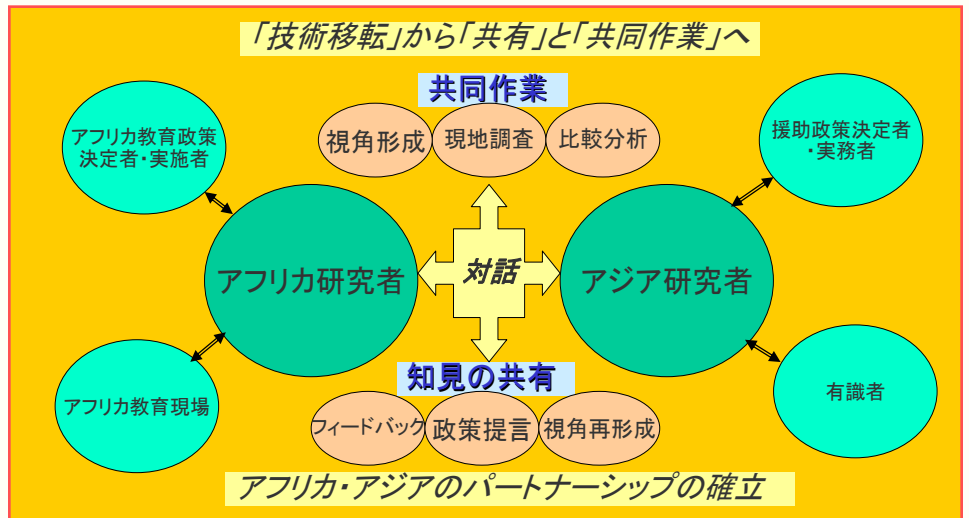 「技術移転」から「共有」と「共同作業」へ
共同作業
視角形成
現地調査
比較分析
アフリカ教育政策
決定者・実施者
援助政策決定者
・実務者
アフリカ研究者
対話
アジア研究者
アフリカ教育現場
有識者
知見の共有
フィードバック
政策提言
視角再形成
アフリカ・アジアのパートナーシップの確立